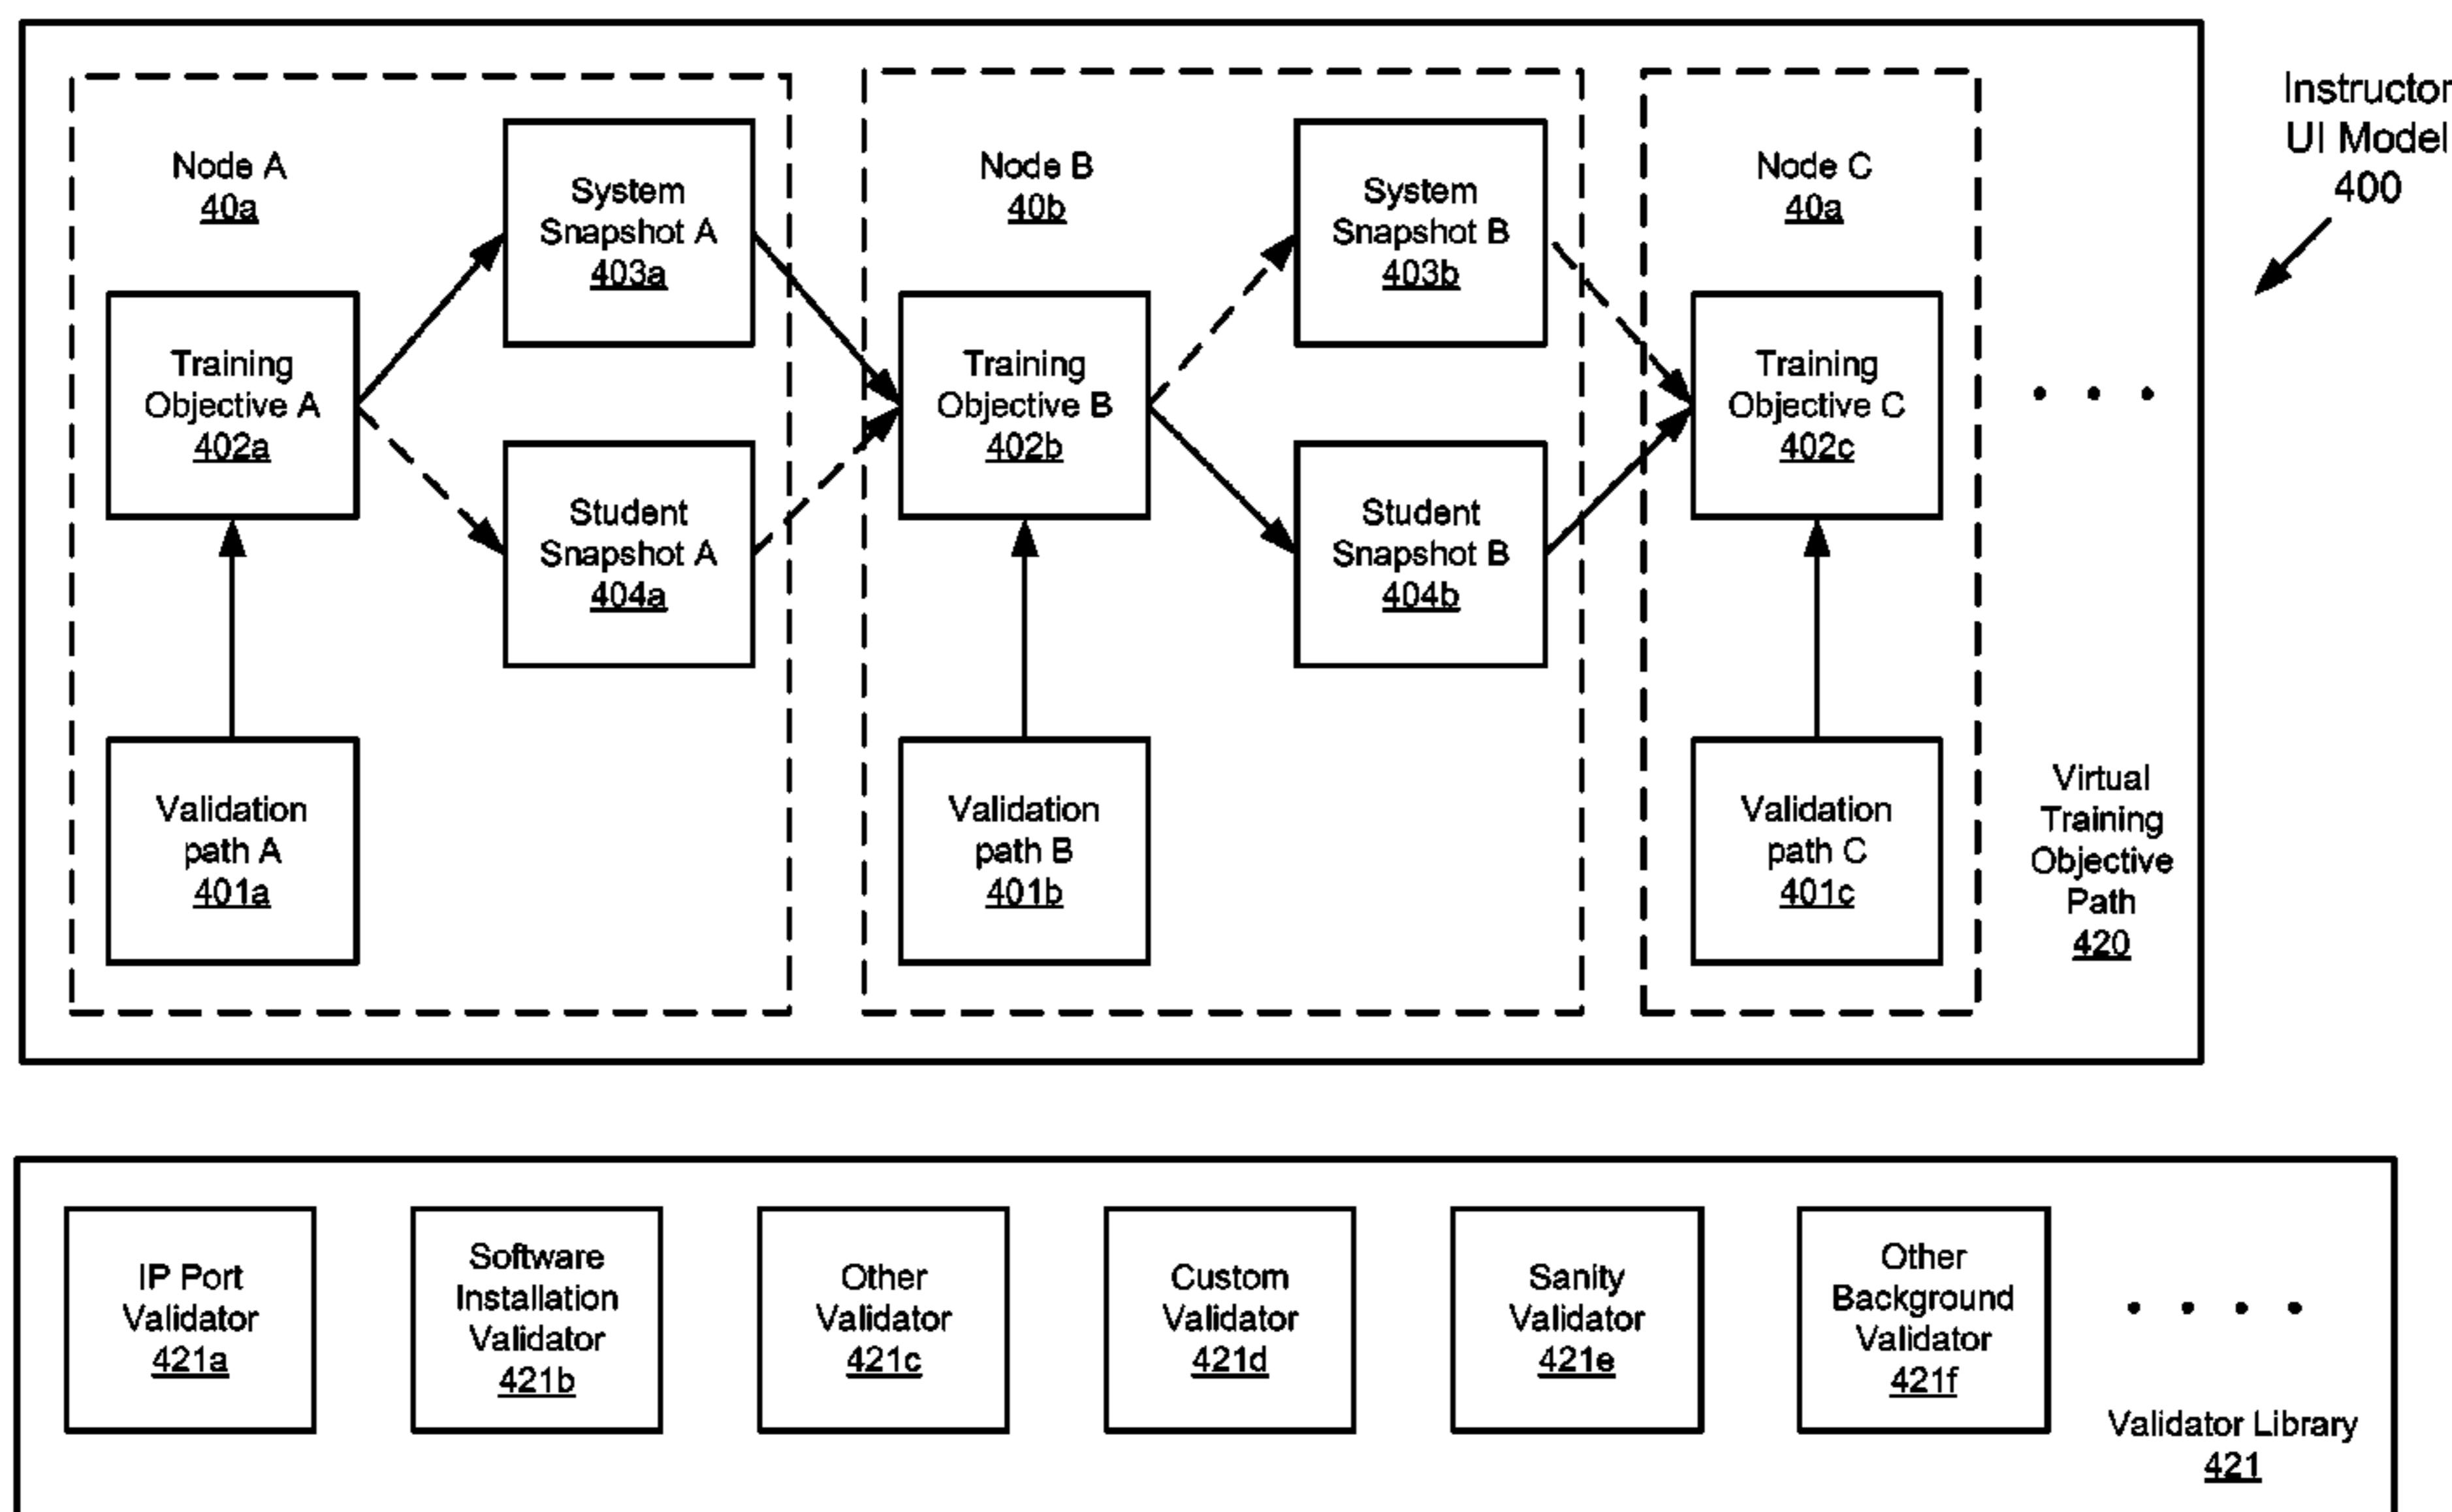 Instructor
UI Model
400
Node A
40a
System
Snapshot A
403a
Training
Objective A
402a
Student
Snapshot A
404a
Validation
path A
401a
Node B
40b
System
Snapshot B
403b
Training
Objective B
402b
Student
Snapshot B
404b
Validation
path B
401b
Node C
40a
Training
Objective C
402c
Validation
path C
401c
Virtual
Training
Objective
Path
420
IP Port
Validator
421a
Software
Installation
Validator
421b
Other
Validator
421c
Custom
Validator
421d
Sanity
Validator
421e
Other
Background
Validator
421f
Validator Library
421